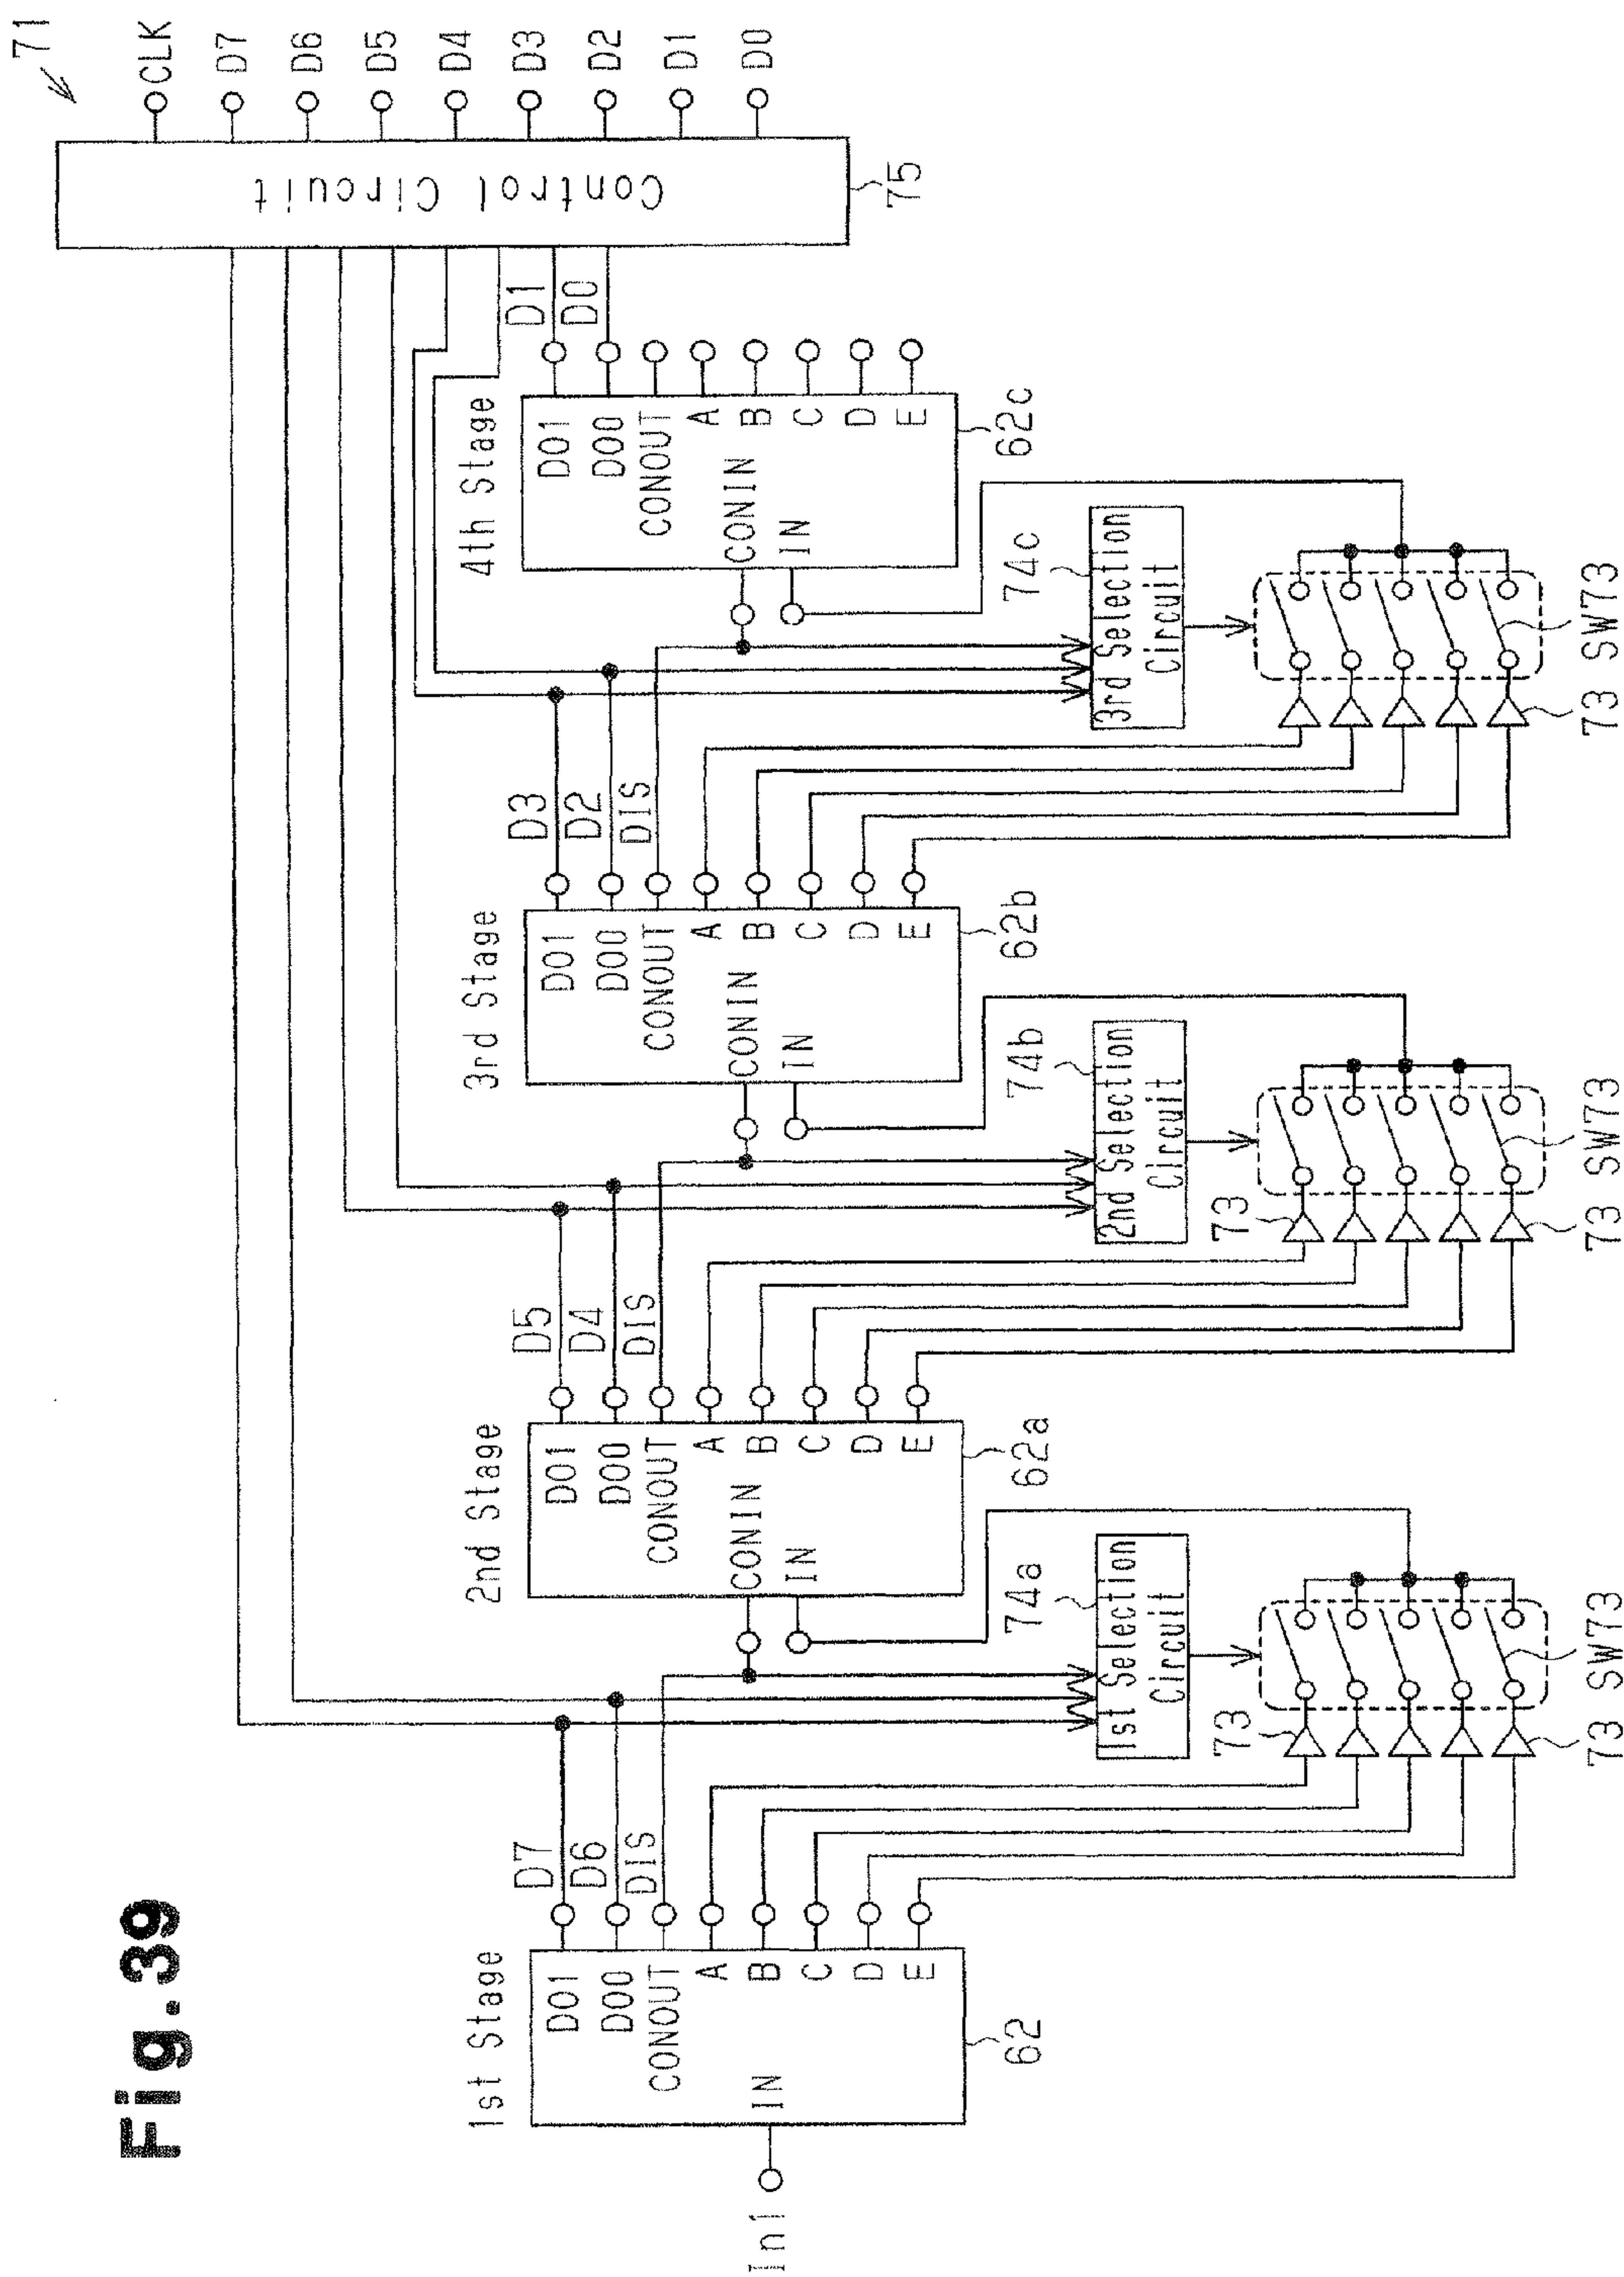 Fig.39
71
CLK
D7
D6
D5
D4
D3
D2
D1
D0
Control Circuit
75
1st Stage
DO1
DO0
CONOUT
A
B
C
D
E
IN
62
In1
D7
D6
DIS
1st Selection
Circuit
74a
73
73
SW73
2nd Stage
DO1
DO0
CONOUT
A
B
C
D
E
CONIN
IN
62a
D5
D4
DIS
2nd Selection
Circuit
74b
73
73
SW73
3rd Stage
DO1
DO0
CONOUT
A
B
C
D
E
CONIN
IN
62b
D3
D2
DIS
3rd Selection
Circuit
74c
73
SW73
4th Stage
DO1
DO0
CONOUT
A
B
C
D
E
CONIN
IN
62c
D1
D0